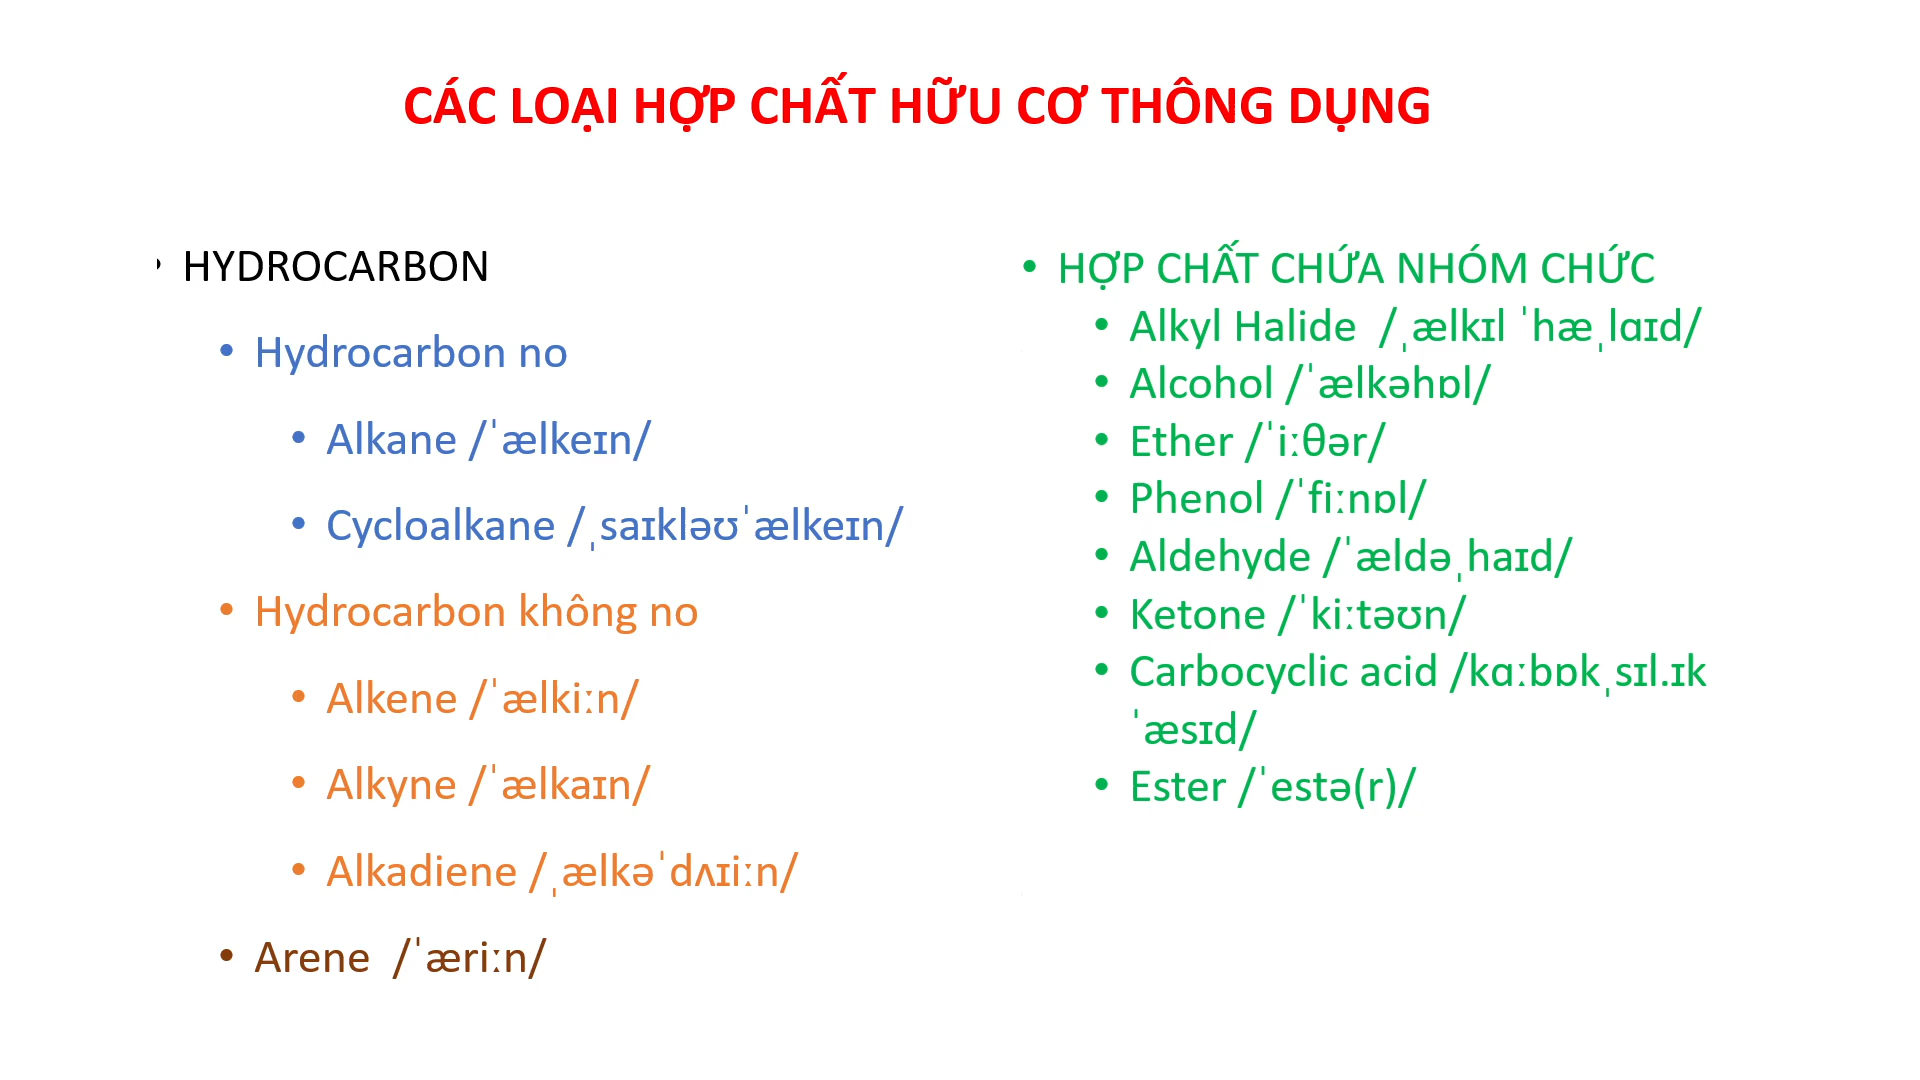 CÁC LOẠI HỢP CHẤT HỮU CƠ THÔNG DỤNG
• HYDROCARBON
• Hydrocarbon no
• Alkane /ˈælkeɪn/
• Cycloalkane /ˌsaɪkləʊˈælkeɪn/
• Hydrocarbon không no
• Alkene /ˈælkiːn/
• Alkyne /ˈælkaɪn/
• Alkadiene /ˌælkəˈdʌɪiːn/
• Arene /ˈæriːn/
• HỢP CHẤT CHỨA NHÓM CHỨC
• Alkyl Halide /ˌælkɪl ˈhæˌlɑɪd/
• Alcohol /ˈælkəhɒl/
• Ether /ˈiːθər/
• Phenol /ˈfiːnɒl/
• Aldehyde /ˈældəˌhaɪd/
• Ketone /ˈkiːtəʊn/
• Carbocyclic acid /kɑːbɒkˌsɪl.ɪk
ˈæsɪd/
• Ester /ˈestə(r)/